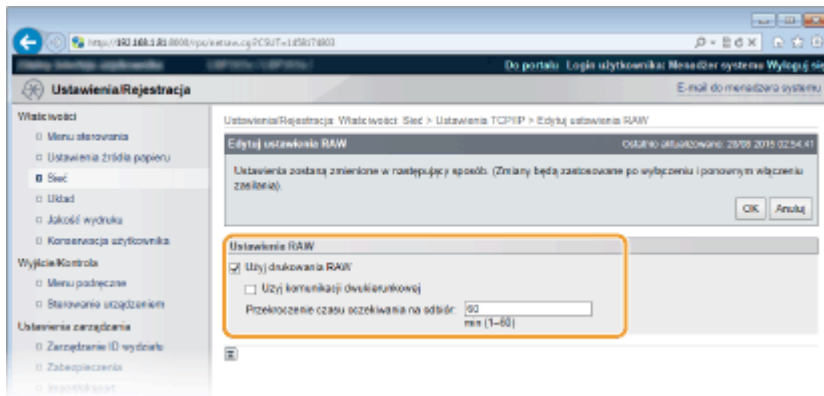 Do portalu Login użytkownika: Menedżer systemu Wyloguj się
Ustawienia/Rejestracja
E-mail do menedżera systemu
Właściwości
Menu sterowania
Ustawienia źródła papieru
Sieć
Układ
Jakość wydruku
Konserwacja użytkownika
Wyjście/Kontrola
Menu podręczne
Sterowanie urządzeniem
Ustawienia zarządzania
Zarządzanie ID wydziału
Zabezpieczenia
Import/Eksport
Ustawienia/Rejestracja: Właściwości: Sieć > Ustawienia TCP/IP > Edytuj ustawienia RAW
Edytuj ustawienia RAW
Ostatnio aktualizowano: 28/08 2015 02:54:41
Ustawienia zostaną zmienione w następujący sposób. (Zmiany będą zastosowane po wyłączeniu i ponownym włączeniu
zasilania).
OK Anuluj
Ustawienia RAW
Użyj drukowania RAW
Użyj komunikacji dwukierunkowej
Przekroczenie czasu oczekiwania na odbiór: 60
min (1–60)